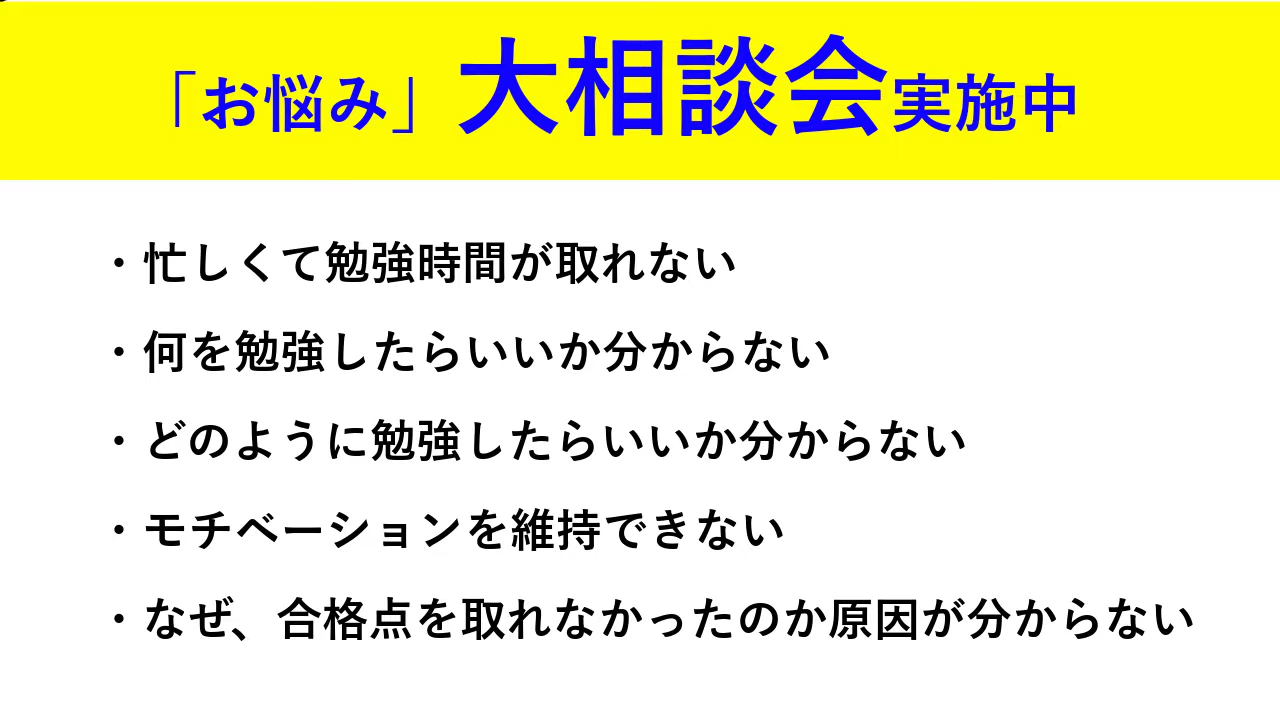 「お悩み」大相談会実施中
・忙しくて勉強時間が取れない
・何を勉強したらいいか分からない
・どのように勉強したらいいか分からない
・モチベーションを維持できない
・なぜ、合格点を取れなかったのか原因が分からない